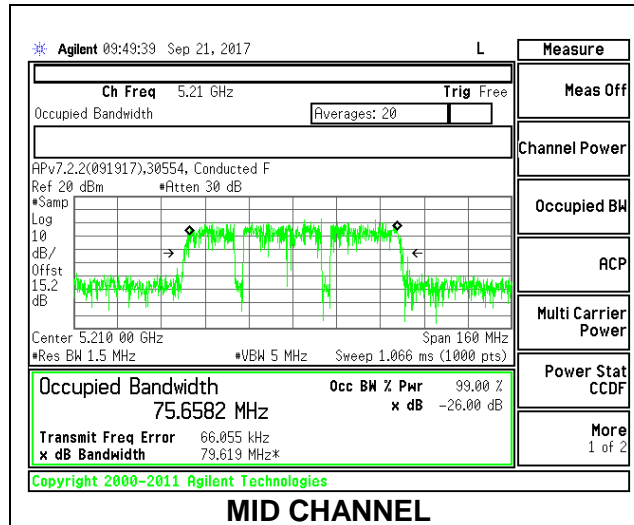 Agilent 09:49:39 Sep 21, 2017 L
Measure
Ch Freq 5.21 GHz Trig Free
Occupied Bandwidth Averages: 20
APv7.2.2(091917),30554, Conducted F
Ref 20 dBm #Atten 30 dB
#Samp
Log
10
dB/
Offst
15.2
dB
Center 5.210 00 GHz Span 160 MHz
#Res BW 1.5 MHz #VBW 5 MHz Sweep 1.066 ms (1000 pts)
Occupied Bandwidth Occ BW % Pwr 99.00 %
75.6582 MHz x dB -26.00 dB
Transmit Freq Error 66.055 kHz
x dB Bandwidth 79.619 MHz*
Copyright 2000-2011 Agilent Technologies
Meas Off
Channel Power
Occupied BW
ACP
Multi Carrier
Power
Power Stat
CCDF
More
1 of 2
MID CHANNEL